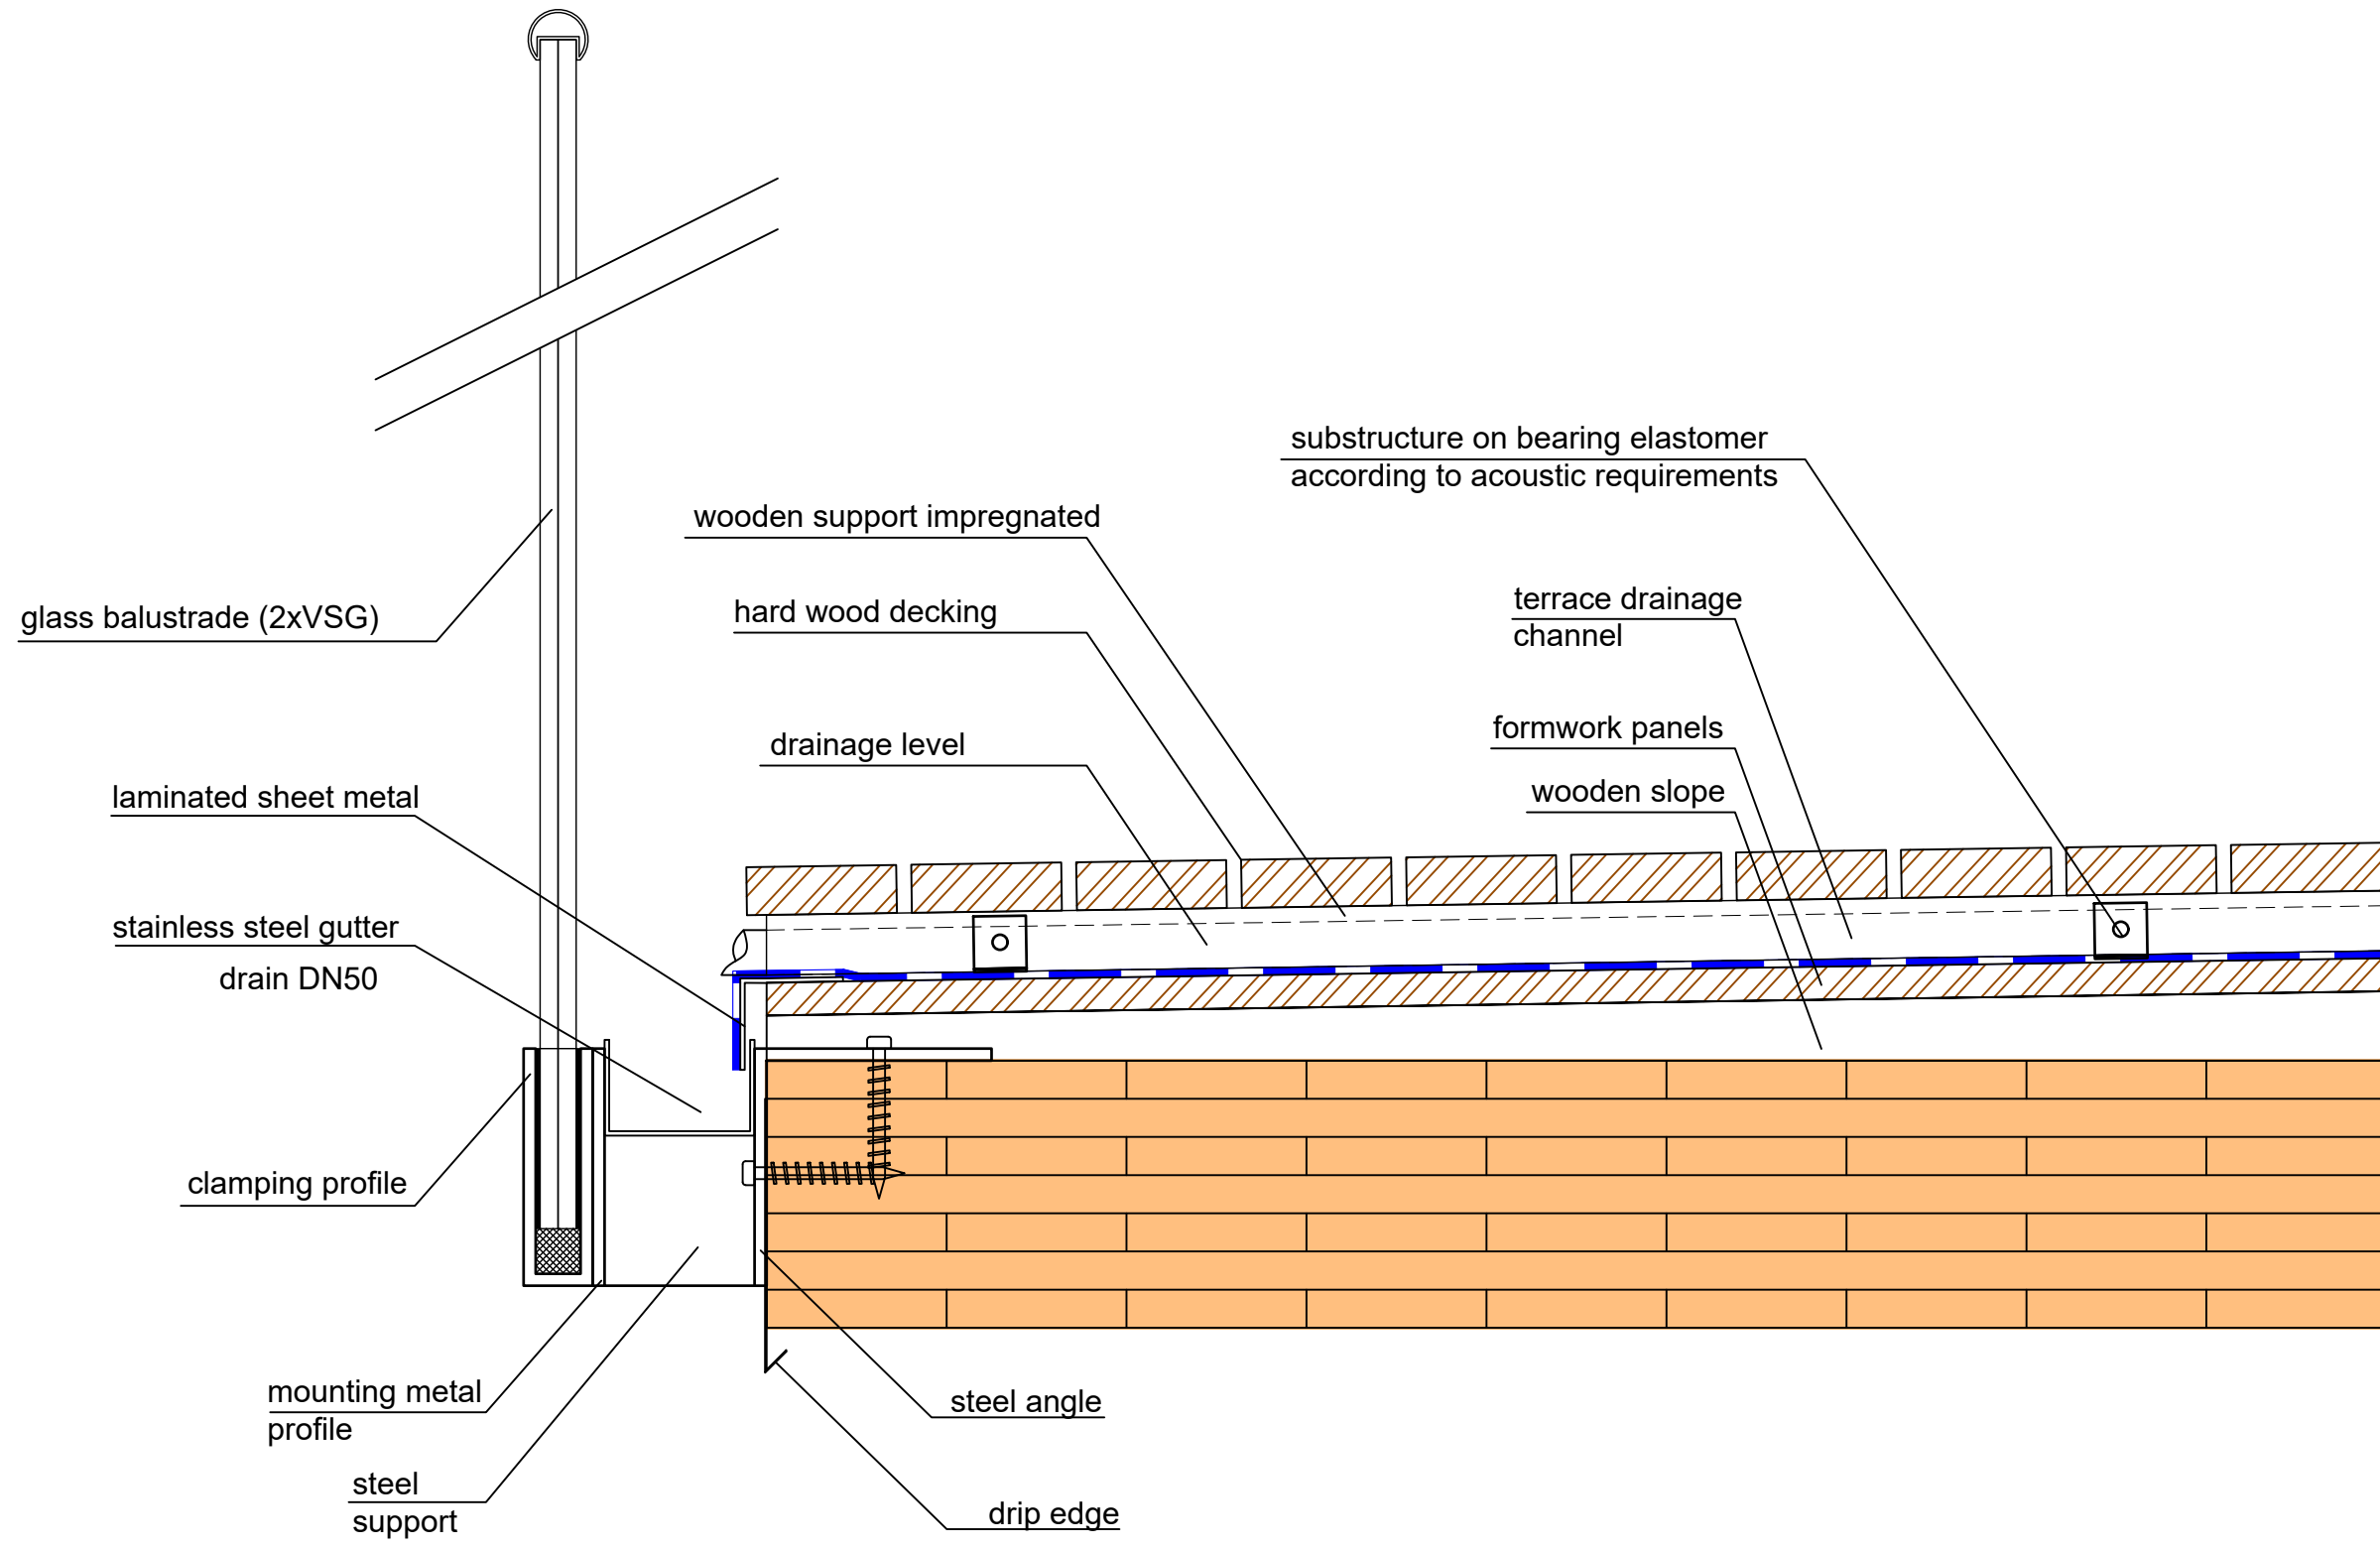 substructure on bearing elastomer
according to acoustic requirements
wooden support impregnated
hard wood decking
terrace drainage
channel
glass balustrade (2xVSG)
drainage level
formwork panels
wooden slope
laminated sheet metal
stainless steel gutter
drain DN50
clamping profile
mounting metal
profile
steel angle
steel
support
drip edge